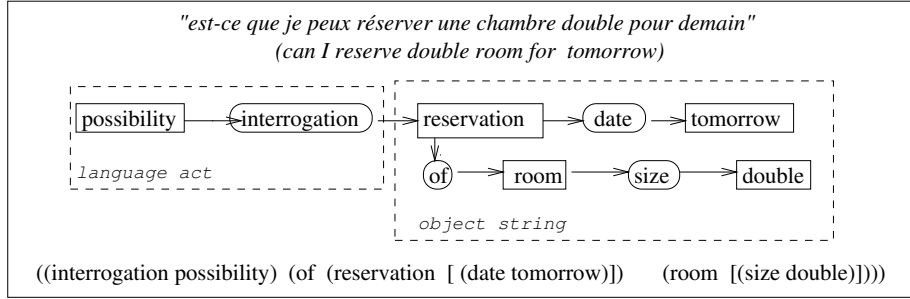 "est-ce que je peux réserver une chambre double pour demain"
(can I reserve double room for tomorrow)
possibility interrogation reservation date tomorrow
language act
of room size double
object string
((interrogation possibility) (of (reservation [ (date tomorrow)]) (room [(size double)])))